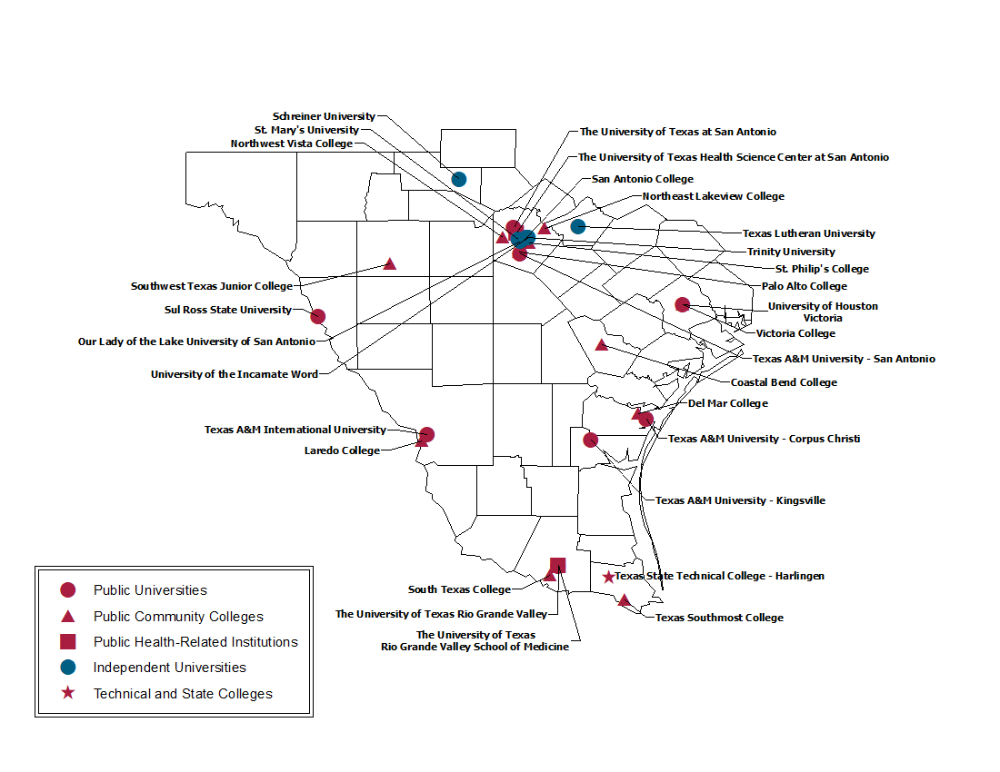 Schreiner University
St. Mary's University
Northwest Vista College
The University of Texas at San Antonio
The University of Texas Health Science Center at San Antonio
San Antonio College
Northeast Lakeview College
Texas Lutheran University
Trinity University
St. Philip's College
Palo Alto College
University of Houston
Victoria
Victoria College
Texas A&M University - San Antonio
Coastal Bend College
Del Mar College
Texas A&M University - Corpus Christi
Texas A&M University - Kingsville
Southwest Texas Junior College
Sul Ross State University
Our Lady of the Lake University of San Antonio
University of the Incarnate Word
Texas A&M International University
Laredo College
Texas State Technical College - Harlingen
South Texas College
The University of Texas Rio Grande Valley
Texas Southmost College
The University of Texas
Rio Grande Valley School of Medicine
Public Universities
Public Community Colleges
Public Health-Related Institutions
Independent Universities
Technical and State Colleges